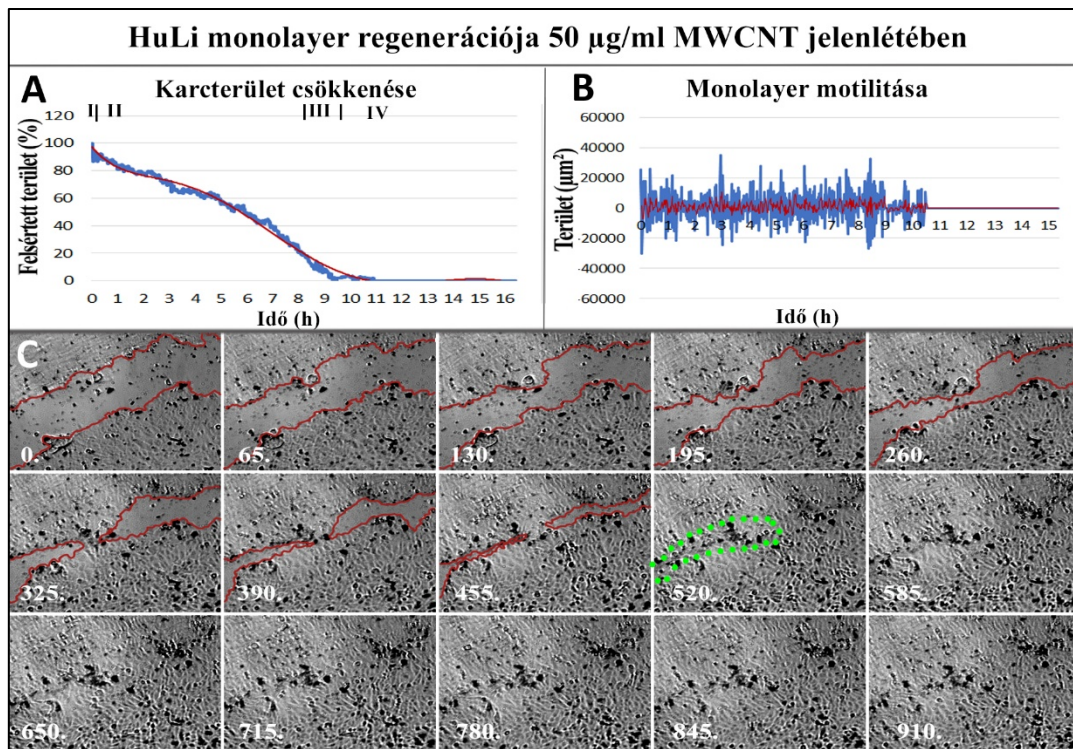 HuLi monolayer regenerációja 50 µg/ml MWCNT jelenlétében
A
Karcterület csökkenése
I| II |III| IV
Felsértett terület (%)
120
100
80
60
40
20
0
0 1 2 3 4 5 6 7 8 9 10 11 12 13 14 15 16
Idő (h)
B
Monolayer motilitása
Terület (µm²)
60000
40000
20000
0
-20000
-40000
-60000
0 1 2 3 4 5 6 7 8 9 10 11 12 13 14 15
Idő (h)
C
0. 65. 130. 195. 260.
325. 390. 455. 520. 585.
650. 715. 780. 845. 910.